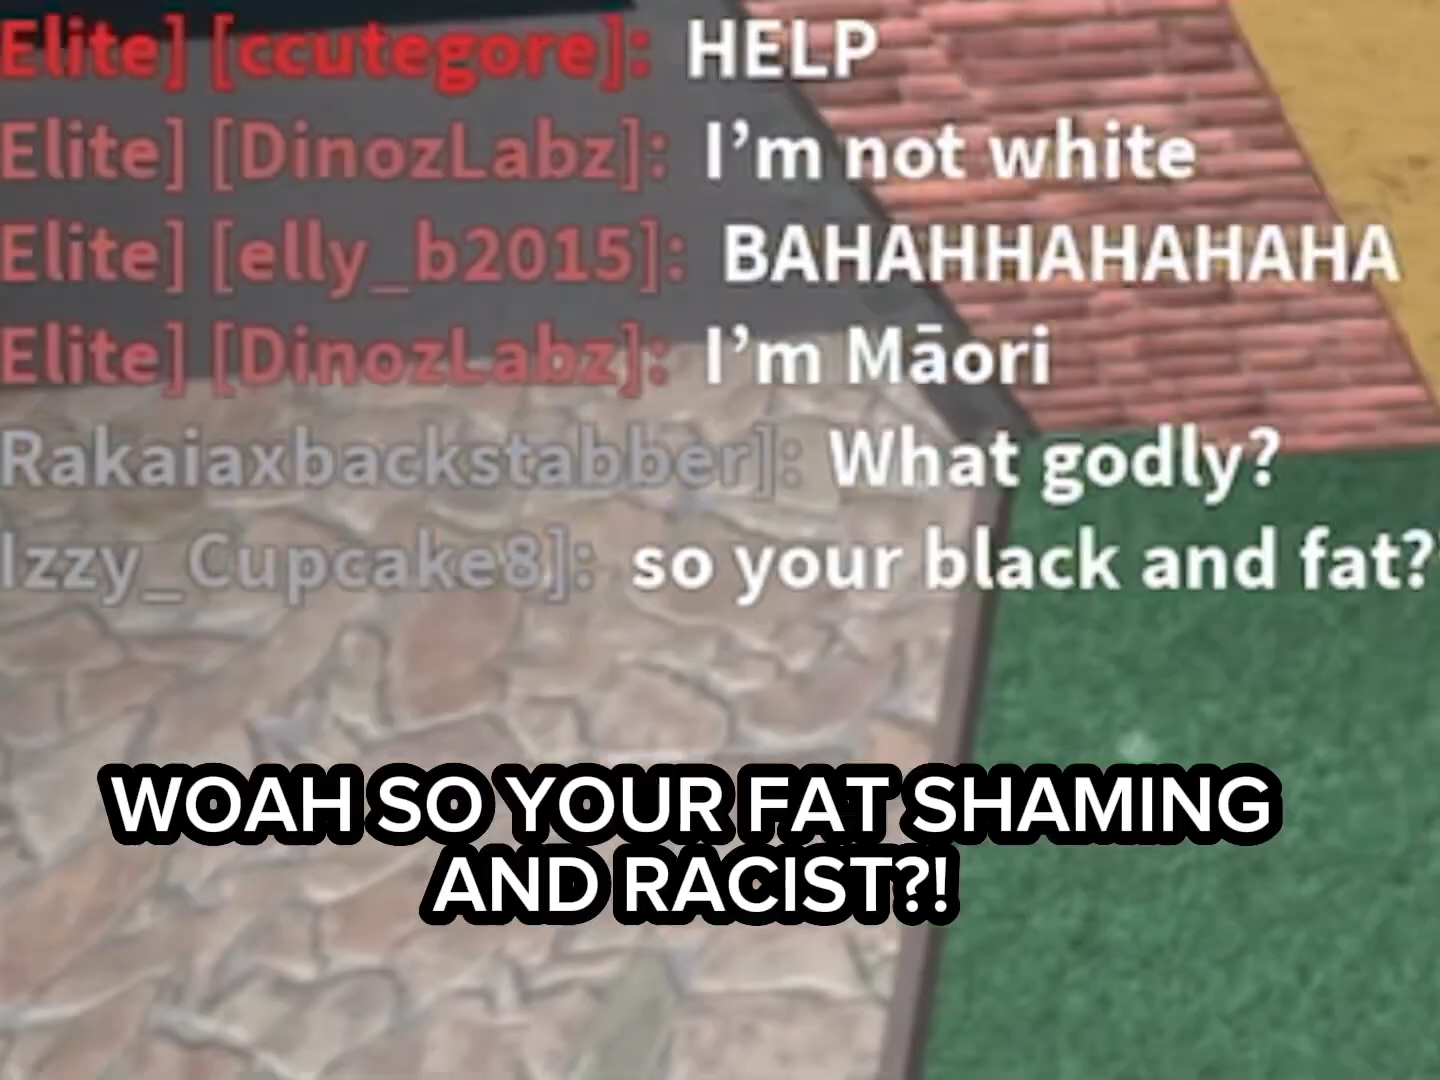 Elite] [ccutegore]: HELP
Elite] [DinozLabz]: I’m not white
Elite] [elly_b2015]: BAHAHHAHAHAHA
Elite] [DinozLabz]: I’m Māori
Rakaiaxbackstabber]: What godly?
Izzy_Cupcake8]: so your black and fat?
WOAH SO YOUR FAT SHAMING
AND RACIST?!